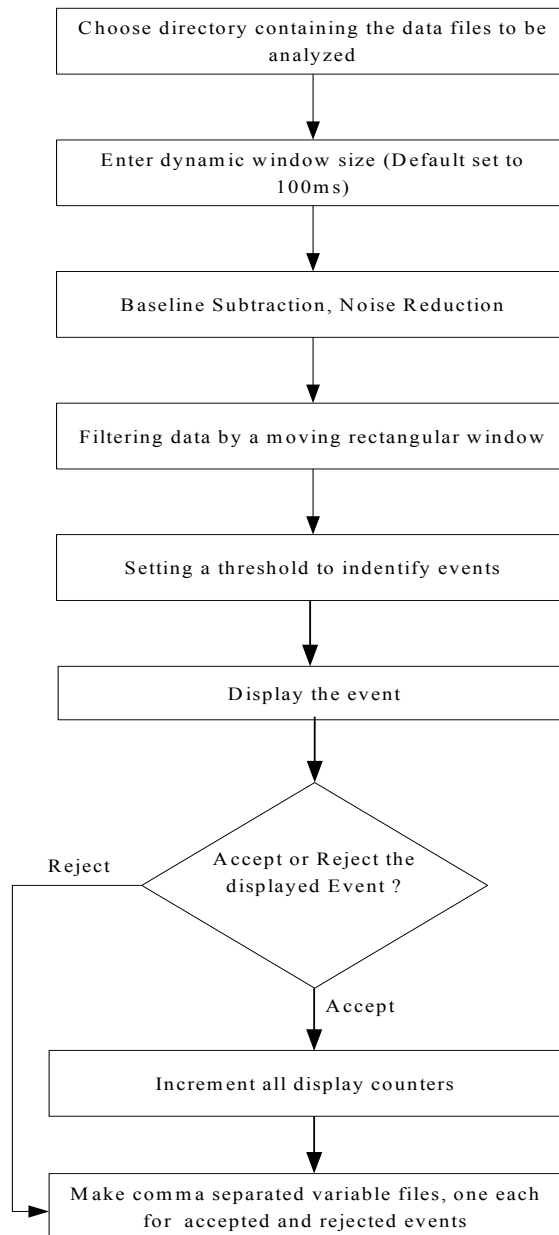 Choose directory containing the data files to be
analyzed
Enter dynamic window size (Default set to
100ms)
Baseline Subtraction, Noise Reduction
Filtering data by a moving rectangular window
Setting a threshold to indentify events
Display the event
Accept or Reject the
displayed Event ?
Reject
Accept
Increment all display counters
Make comma separated variable files, one each
for accepted and rejected events